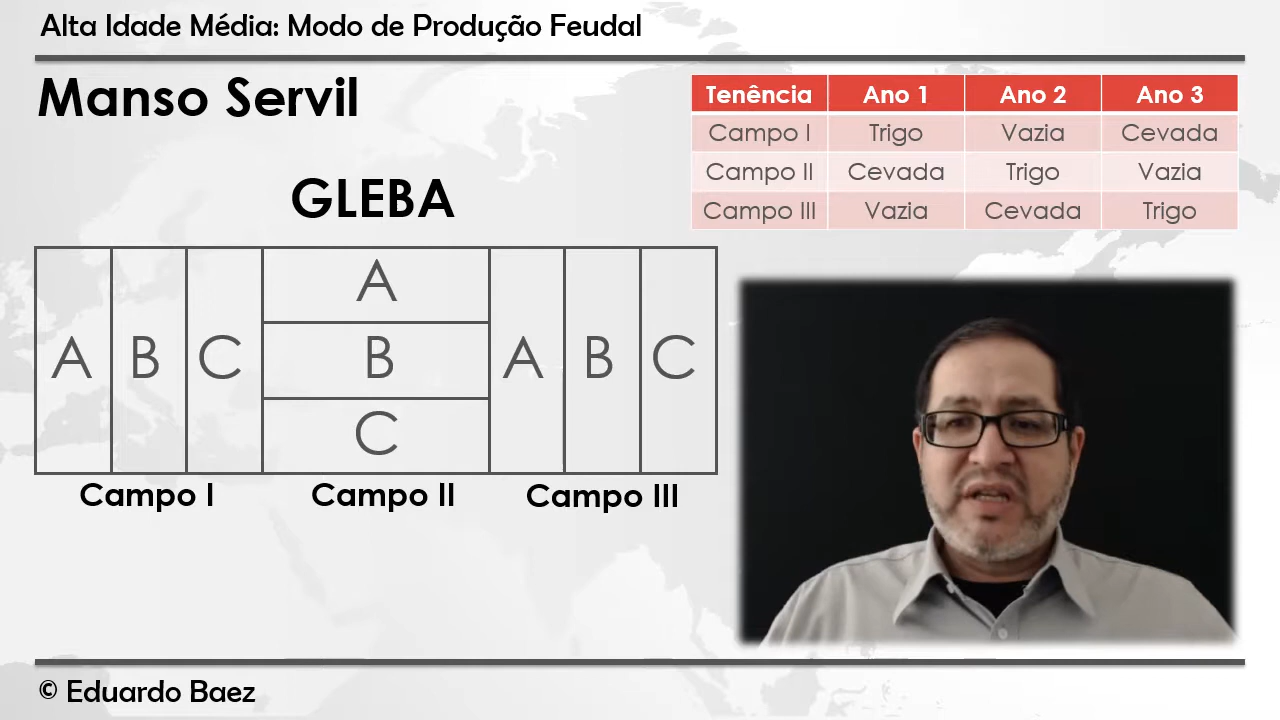 Alta Idade Média: Modo de Produção Feudal
Manso Servil
Tenência Ano 1 Ano 2 Ano 3
Campo I Trigo Vazia Cevada
Campo II Cevada Trigo Vazia
Campo III Vazia Cevada Trigo
GLEBA
A B C A B C A B C
Campo I Campo II Campo III
© Eduardo Baez